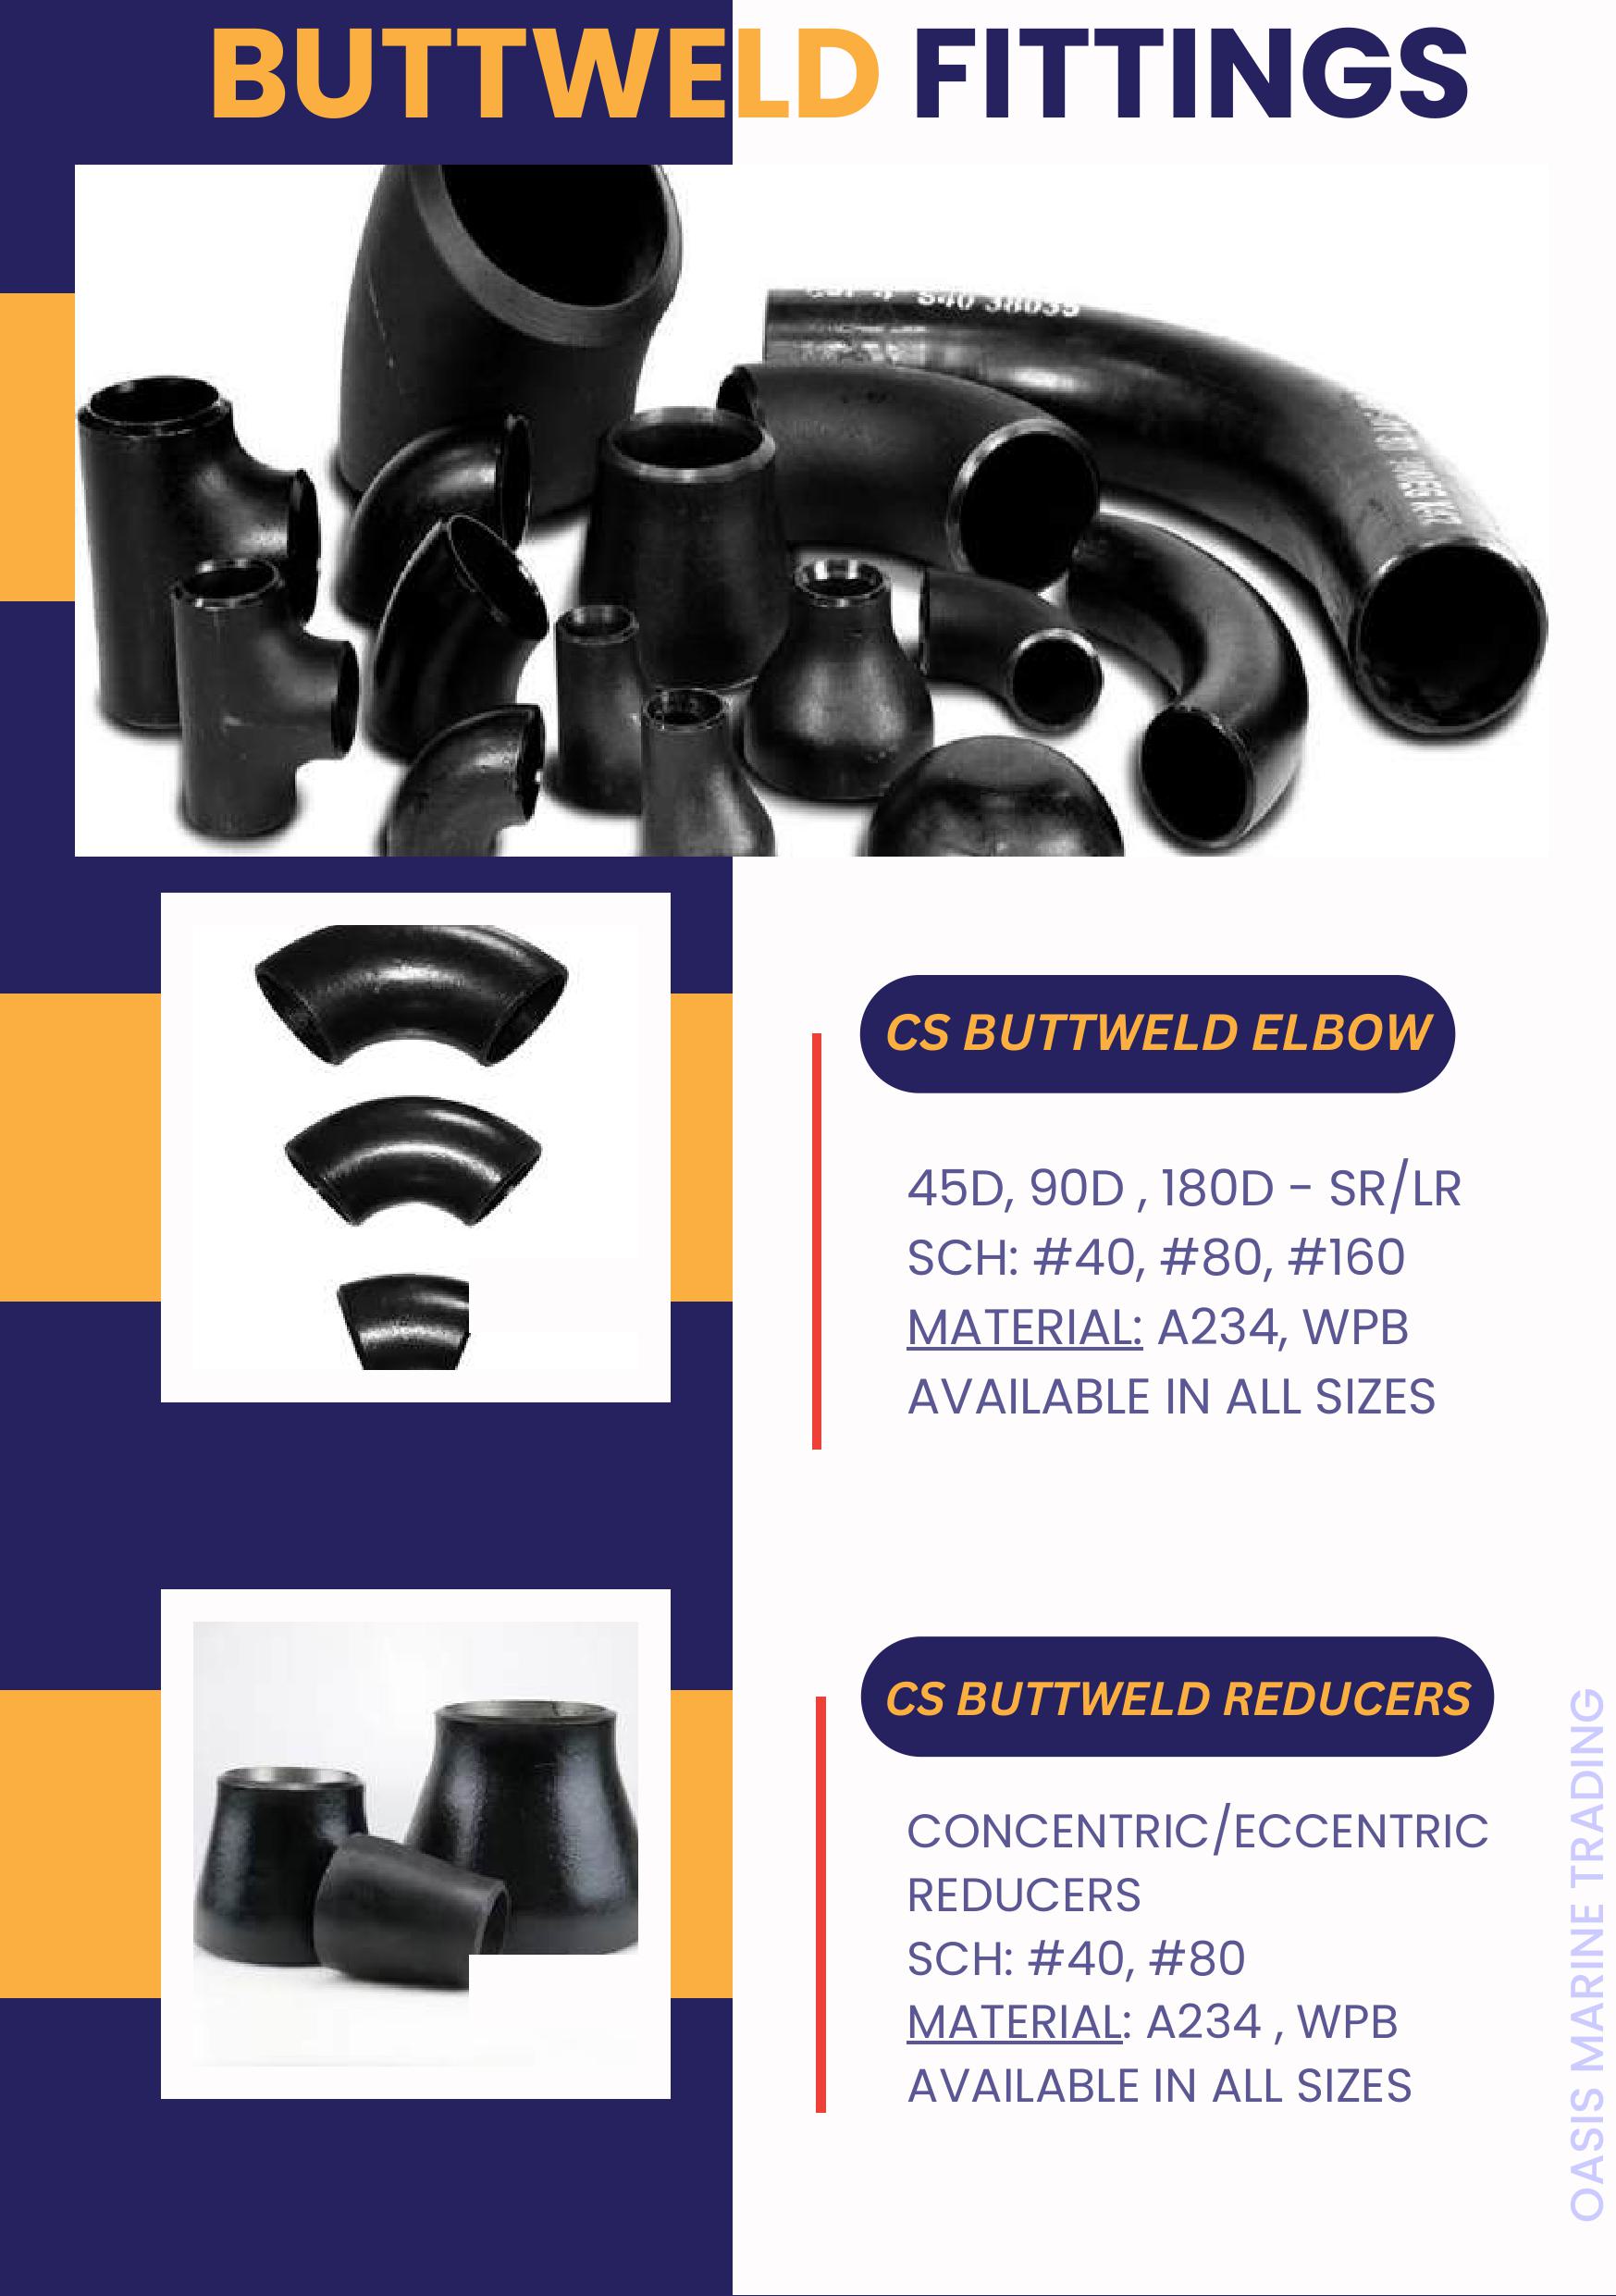 BUTTWELD FITTINGS
S40 38035
CS BUTTWELD ELBOW
45D, 90D , 180D - SR/LR
SCH: #40, #80, #160
MATERIAL: A234, WPB
AVAILABLE IN ALL SIZES
CS BUTTWELD REDUCERS
CONCENTRIC/ECCENTRIC
REDUCERS
SCH: #40, #80
MATERIAL: A234 , WPB
AVAILABLE IN ALL SIZES
OASIS MARINE TRADING